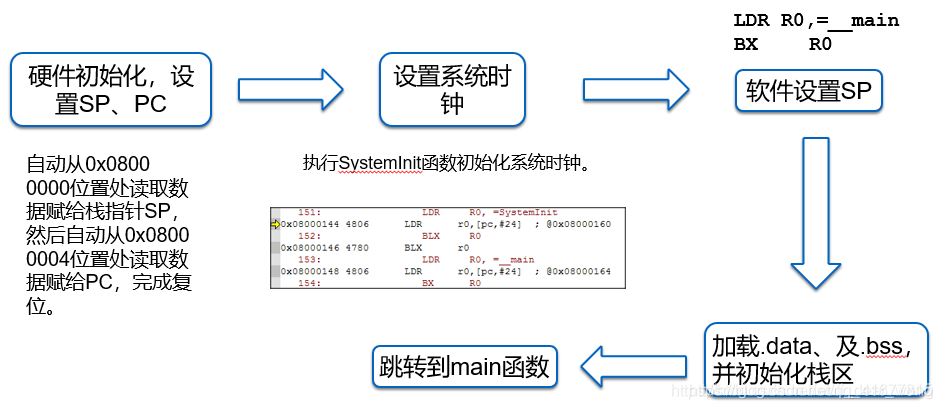 LDR R0,=__main
BX R0
硬件初始化，设
置SP、PC
设置系统时
钟
软件设置SP
自动从0x0800
0000位置处读取数
据赋给栈指针SP，
然后自动从0x0800
0004位置处读取数
据赋给PC，完成复
位。
执行SystemInit函数初始化系统时钟。
151: LDR R0, =SystemInit
0x08000144 4806 LDR r0,[pc,#24] ; @0x08000160
152: BLX R0
0x08000146 4780 BLX r0
153: LDR R0, =__main
0x08000148 4806 LDR r0,[pc,#24] ; @0x08000164
154: BX R0
加载.data、及.bss，
并初始化栈区
跳转到main函数